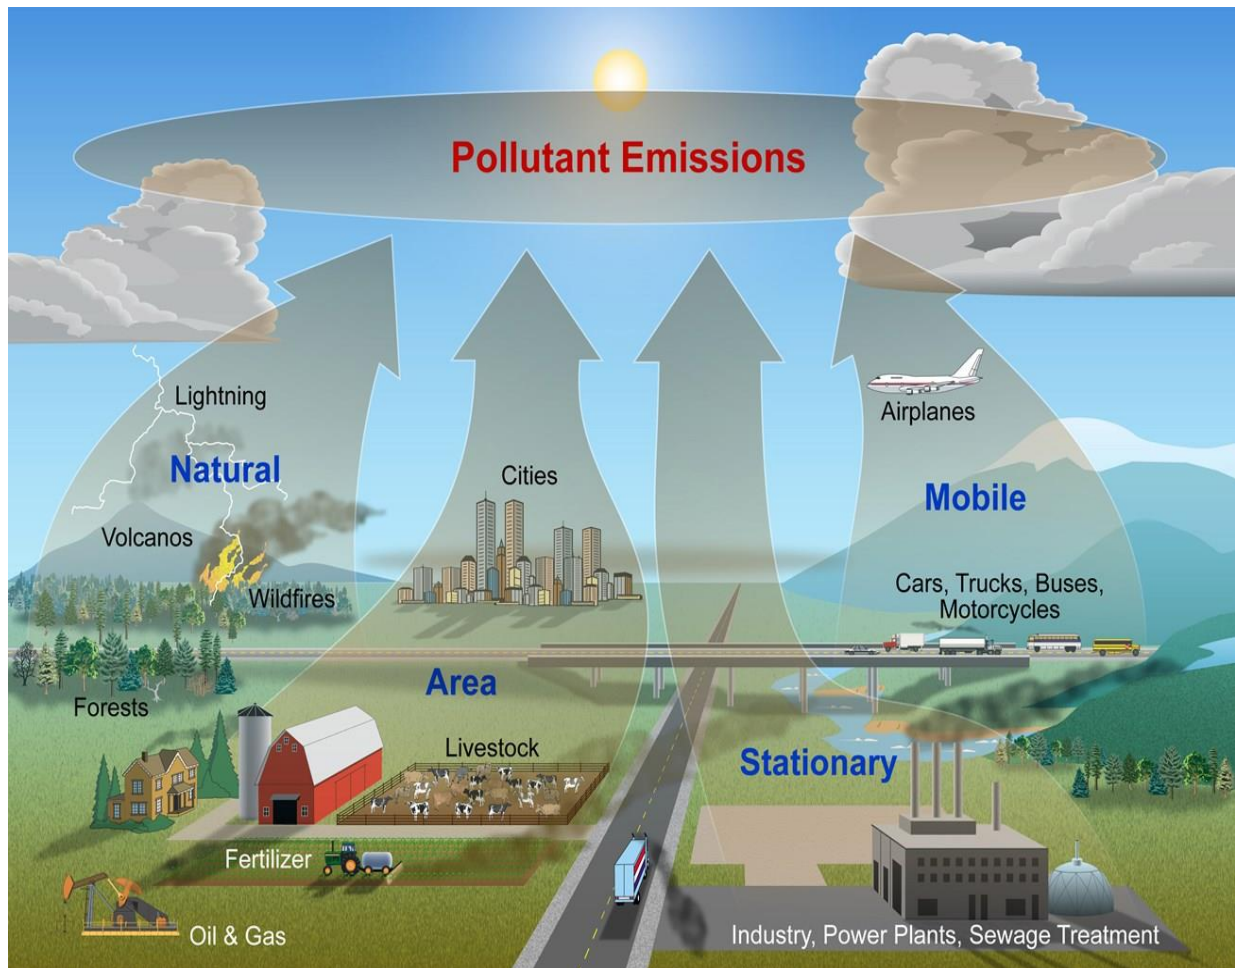 Pollutant Emissions
Lightning
Natural
Volcanos
Wildfires
Forests
Cities
Area
Livestock
Fertilizer
Oil & Gas
Airplanes
Mobile
Cars, Trucks, Buses,
Motorcycles
Stationary
Industry, Power Plants, Sewage Treatment